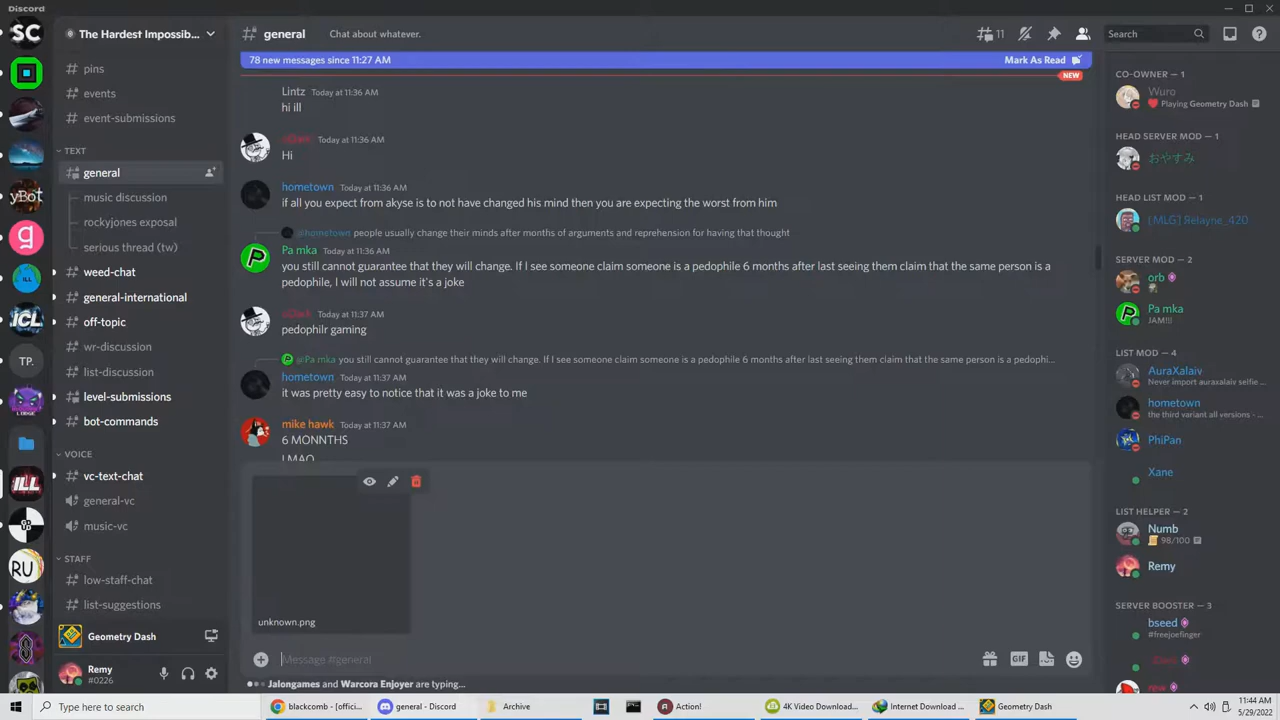 Discord
SC
yBot
g
ILL
ICL
TP.
ILL
RU
The Hardest Impossib...
pins
events
event-submissions
TEXT
general
music discussion
rockyjones exposal
serious thread (tw)
weed-chat
general-international
off-topic
wr-discussion
list-discussion
level-submissions
bot-commands
VOICE
vc-text-chat
general-vc
music-vc
STAFF
low-staff-chat
list-suggestions
Geometry Dash
Remy
#0226
general
Chat about whatever.
11
Search
78 new messages since 11:27 AM
Mark As Read
NEW
Lintz Today at 11:36 AM
hi ill
Today at 11:36 AM
Hi
hometown Today at 11:36 AM
if all you expect from akyse is to not have changed his mind then you are expecting the worst from him
@hometown people usually change their minds after months of arguments and reprehension for having that thought
Pa mka Today at 11:36 AM
you still cannot guarantee that they will change. If I see someone claim someone is a pedophile 6 months after last seeing them claim that the same person is a
pedophile, I will not assume it's a joke
Today at 11:37 AM
pedophilr gaming
@Pa mka you still cannot guarantee that they will change. If I see someone claim someone is a pedophile 6 months after last seeing them claim that the same person is a pedophi...
hometown Today at 11:37 AM
it was pretty easy to notice that it was a joke to me
mike hawk Today at 11:37 AM
6 MONNTHS
LMAO
unknown.png
Message #general
GIF
Jalongames and Warcora Enjoyer are typing...
CO-OWNER — 1
Wuro
Playing Geometry Dash
HEAD SERVER MOD — 1
おやすみ
HEAD LIST MOD — 1
[MLG] Relayne_420
SERVER MOD — 2
orb
Pa mka
JAM!!!
LIST MOD — 4
AuraXalaiv
Never import auraxalaiv selfie...
hometown
the third variant all versions - ...
PhiPan
Xane
LIST HELPER — 2
Numb
98/100
Remy
SERVER BOOSTER — 3
bseed
#freejoefinger
Type here to search
blackcomb - [offici...
general - Discord
Archive
Action!
4K Video Download...
Internet Download ...
Geometry Dash
11:44 AM
5/29/2022